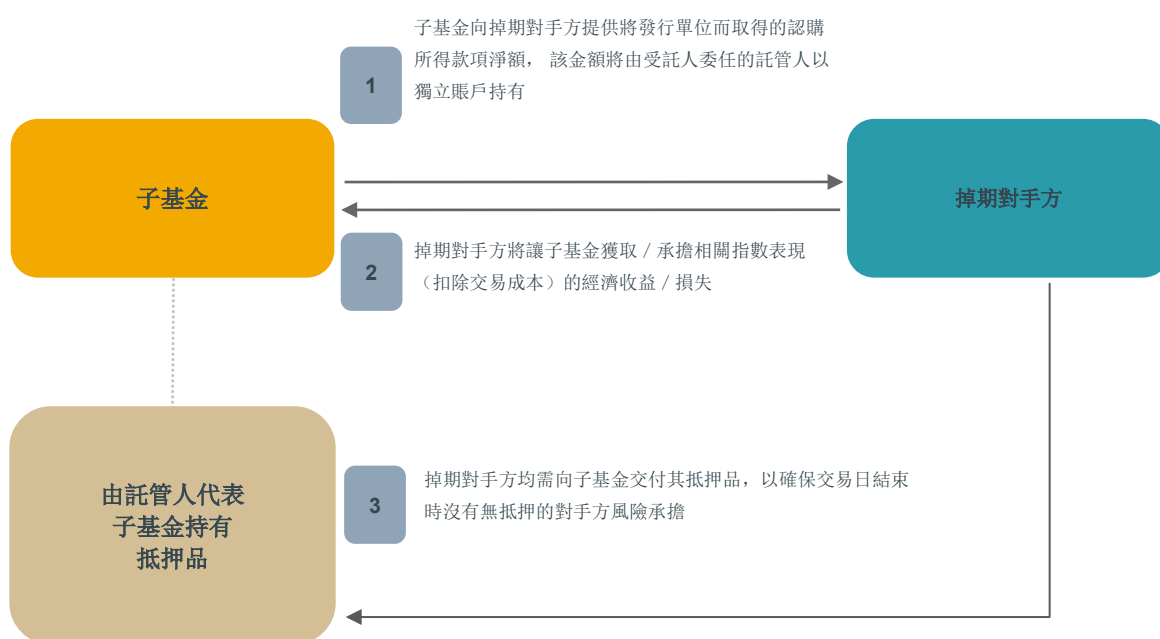 子基金向掉期對手方提供將發行單位而取得的認購
所得款項淨額， 該金額將由受託人委任的託管人以
獨立賬戶持有
1
子基金
掉期對手方
2
掉期對手方將讓子基金獲取 / 承擔相關指數表現
（扣除交易成本）的經濟收益 / 損失
由託管人代表
子基金持有
抵押品
3
掉期對手方均需向子基金交付其抵押品，以確保交易日結束
時沒有無抵押的對手方風險承擔